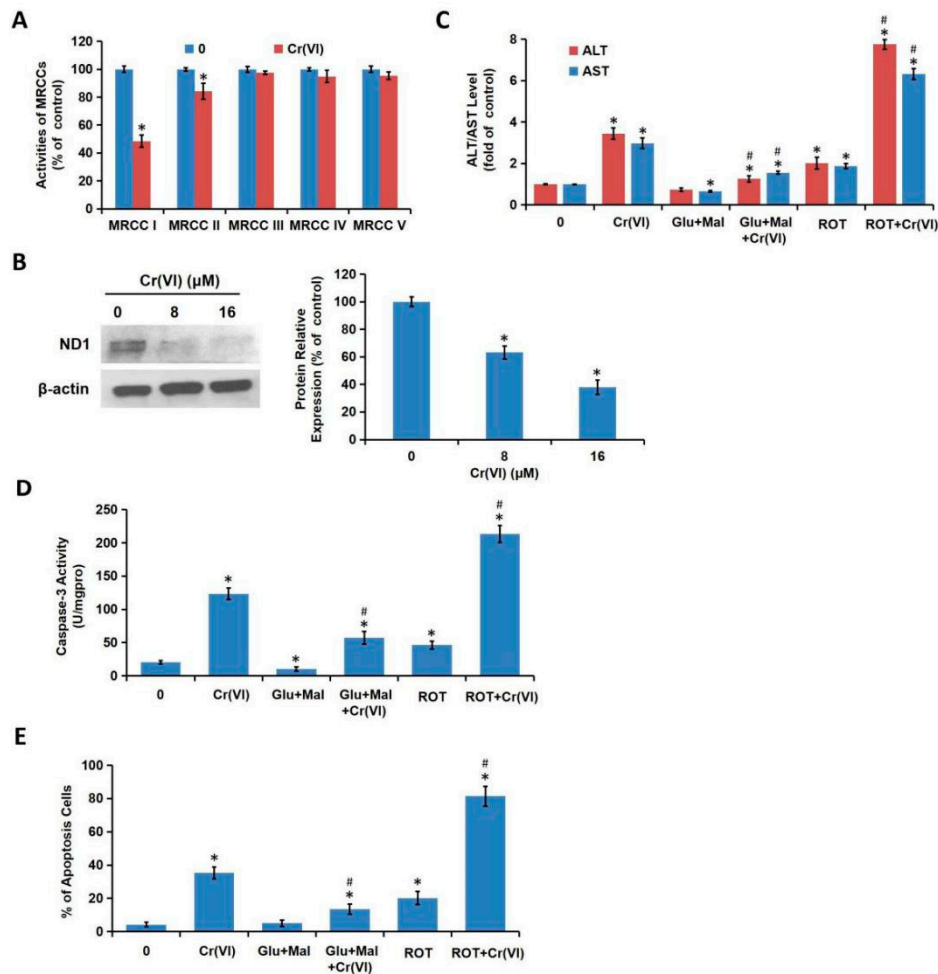 A
0 Cr(VI)
Activities of MRCCs
(% of control)
120
100
80
60
40
20
0
* *
MRCC I MRCC II MRCC III MRCC IV MRCC V
C
ALT
AST
ALT/AST Level
(fold of control)
8
6
4
2
0
* * * # * # * * * # * # *
0 Cr(VI) Glu+Mal Glu+Mal ROT ROT+Cr(VI)
+Cr(VI)
B
Cr(VI) (µM)
0 8 16
ND1
β-actin
Protein Relative
Expression (% of control)
120
100
80
60
40
20
0
* *
0 8 16
Cr(VI) (µM)
D
Caspase-3 Activity
(U/mgpro)
250
200
150
100
50
0
* * # * * # *
0 Cr(VI) Glu+Mal Glu+Mal ROT ROT+Cr(VI)
+Cr(VI)
E
% of Apoptosis Cells
100
80
60
40
20
0
* # * * # *
0 Cr(VI) Glu+Mal Glu+Mal ROT ROT+Cr(VI)
+Cr(VI)